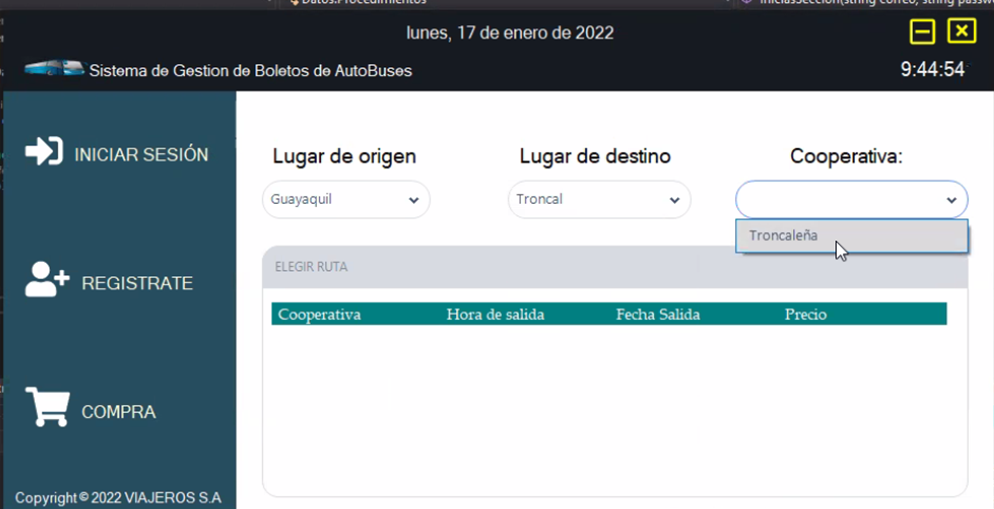 Datos.Procedimientos
lunes, 17 de enero de 2022
Sistema de Gestion de Boletos de AutoBuses
9:44:54
INICIAR SESIÓN
REGISTRATE
COMPRA
Copyright © 2022 VIAJEROS S.A
Lugar de origen
Lugar de destino
Cooperativa:
Guayaquil
Troncal
Troncaleña
ELEGIR RUTA
Cooperativa Hora de salida Fecha Salida Precio